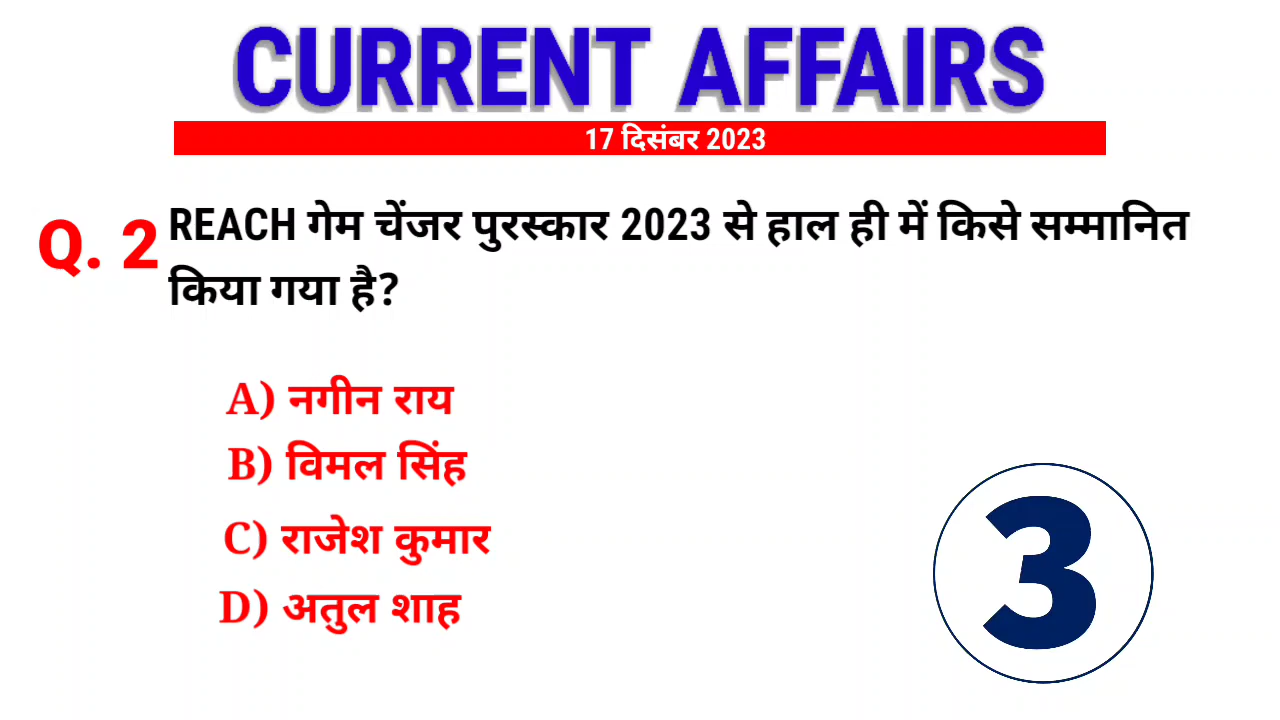 CURRENT AFFAIRS
17 दिसंबर 2023
Q. 2 REACH गेम चेंजर पुरस्कार 2023 से हाल ही में किसे सम्मानित
किया गया है?
A) नगीन राय
B) विमल सिंह
C) राजेश कुमार
D) अतुल शाह
3